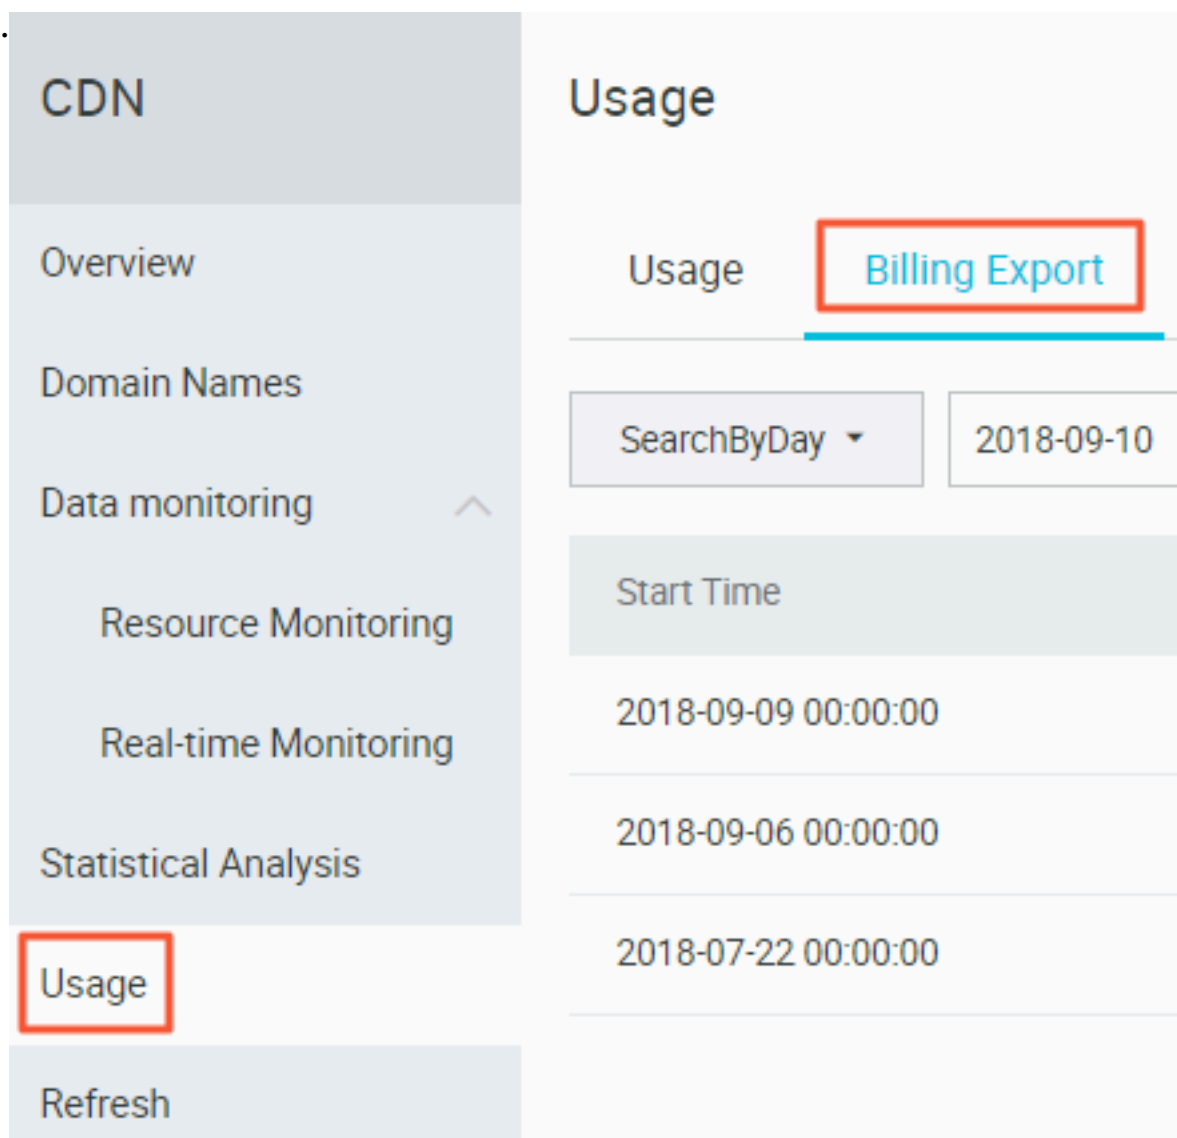 CDN
Overview
Domain Names
Data monitoring
Resource Monitoring
Real-time Monitoring
Statistical Analysis
Usage
Refresh
Usage
Usage Billing Export
SearchByDay 2018-09-10
Start Time
2018-09-09 00:00:00
2018-09-06 00:00:00
2018-07-22 00:00:00